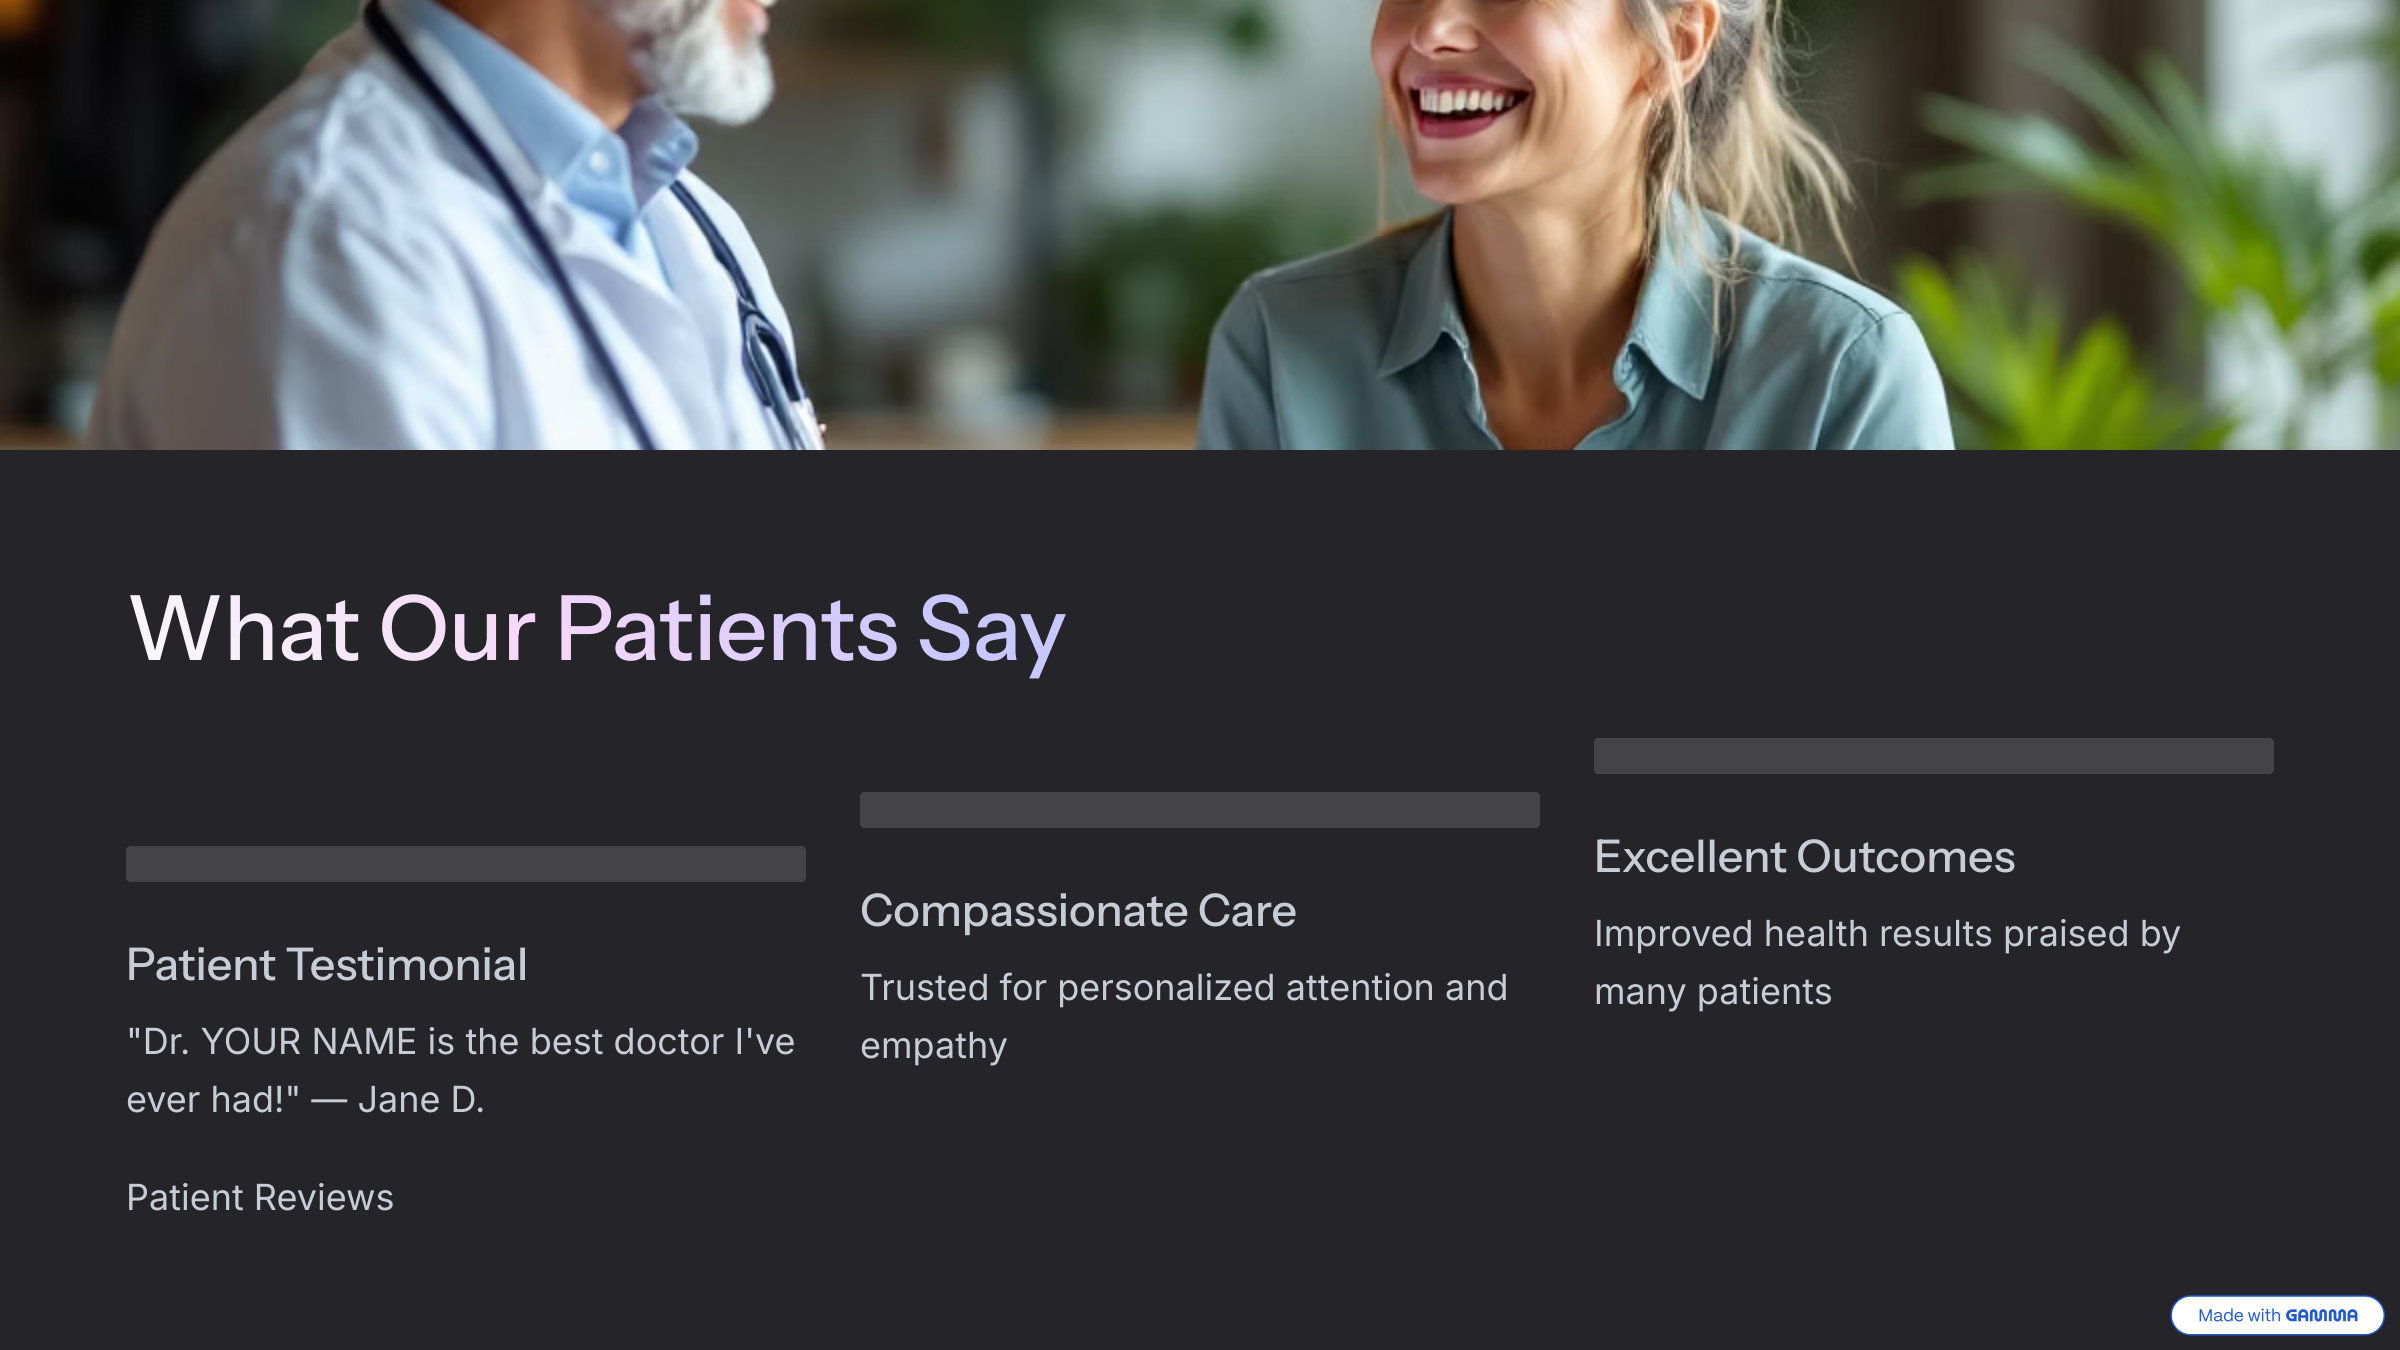 What Our Patients Say
Patient Testimonial
"Dr. YOUR NAME is the best doctor I've
ever had!" — Jane D.
Patient Reviews
Compassionate Care
Trusted for personalized attention and
empathy
Excellent Outcomes
Improved health results praised by
many patients
Made with GAMMA